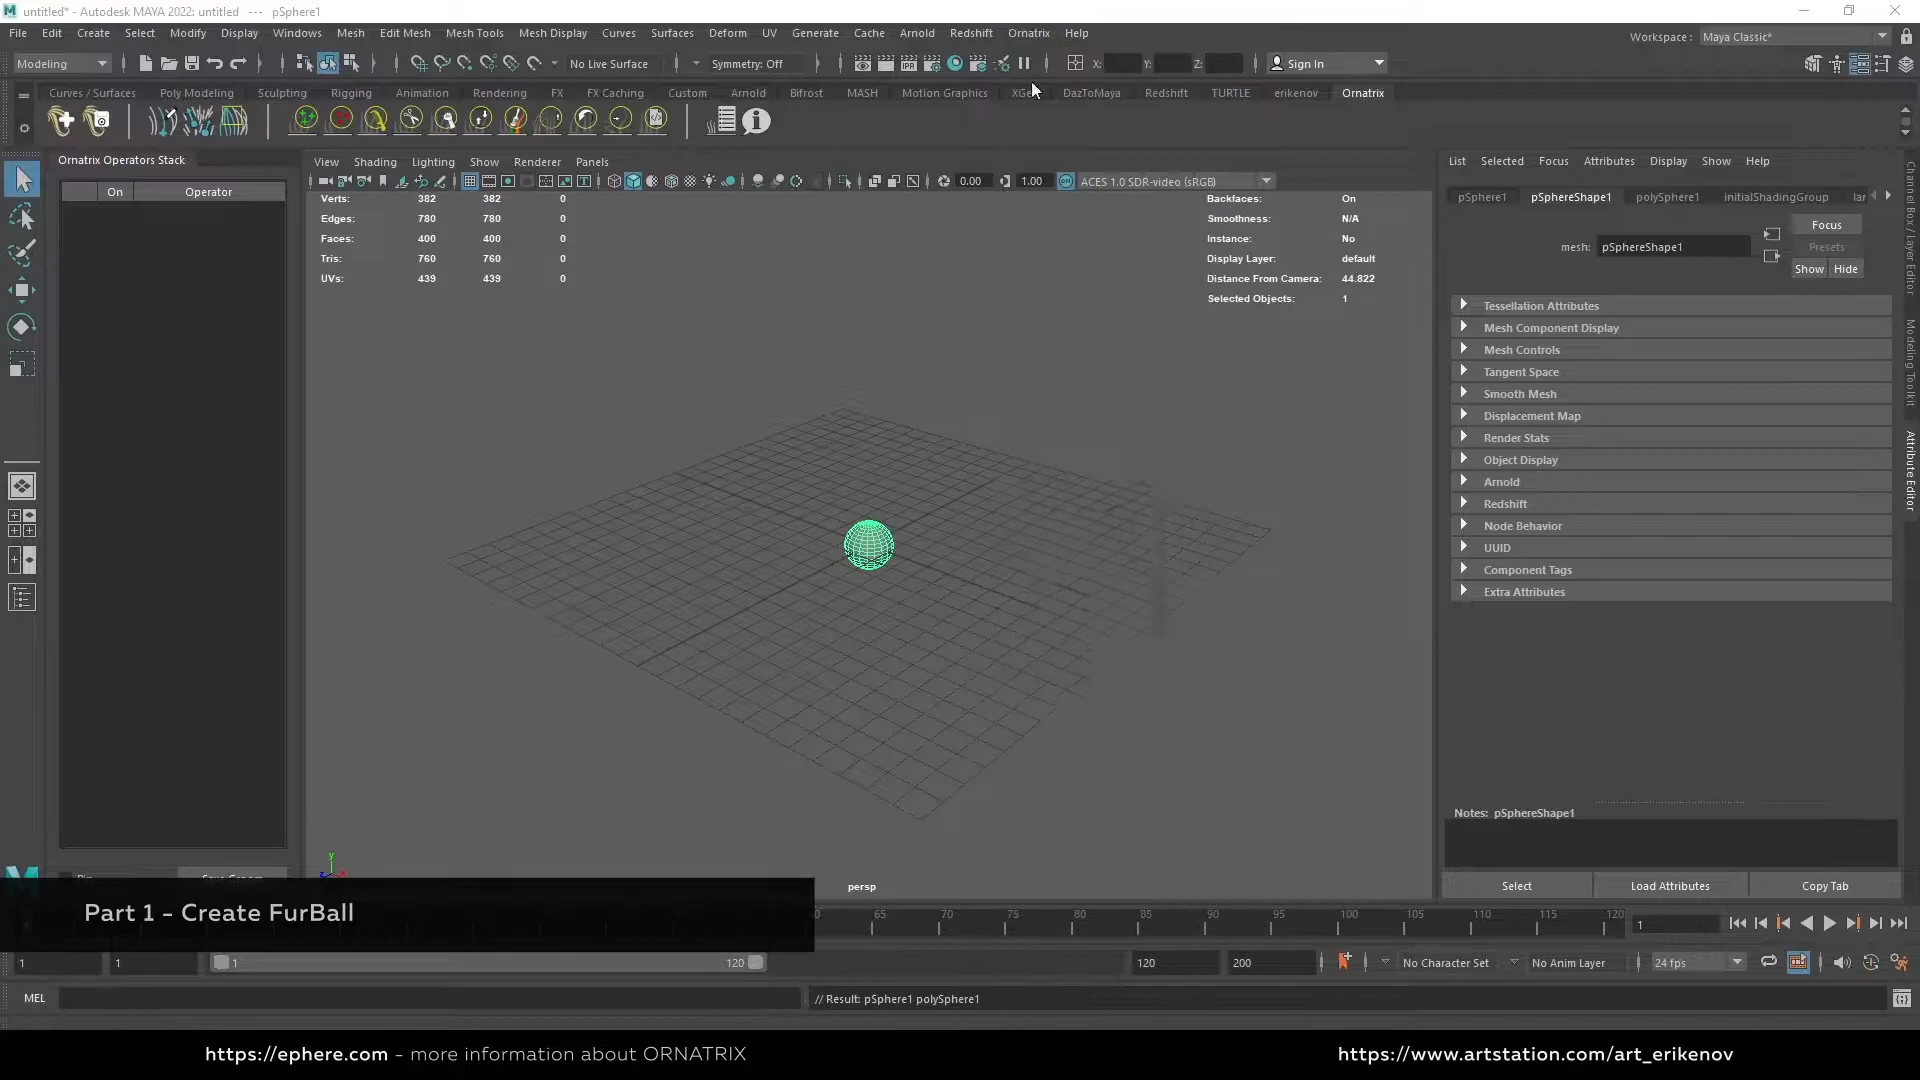 untitled* - Autodesk MAYA 2022: untitled --- pSphere1
File Edit Create Select Modify Display Windows Mesh Edit Mesh Mesh Tools Mesh Display Curves Surfaces Deform UV Generate Cache Arnold Redshift Ornatrix Help
Workspace : Maya Classic*
Modeling No Live Surface Symmetry: Off IPR X: Y: Z: Sign In
Curves / Surfaces Poly Modeling Sculpting Rigging Animation Rendering FX FX Caching Custom Arnold Bifrost MASH Motion Graphics DazToMaya Redshift TURTLE erikenov Ornatrix
Ornatrix Operators Stack
On Operator
View Shading Lighting Show Renderer Panels
0.00 1.00 ACES 1.0 SDR-video (sRGB)
Verts: 382 382 0
Edges: 780 780 0
Faces: 400 400 0
Tris: 760 760 0
UVs: 439 439 0
Backfaces: On
Smoothness: N/A
Instance: No
Display Layer: default
Distance From Camera: 44.822
Selected Objects: 1
y
persp
List Selected Focus Attributes Display Show Help
pSphere1 pSphereShape1 polySphere1 initialShadingGroup
mesh: pSphereShape1
Focus
Presets
Show Hide
Tessellation Attributes
Mesh Component Display
Mesh Controls
Tangent Space
Smooth Mesh
Displacement Map
Render Stats
Object Display
Arnold
Redshift
Node Behavior
UUID
Component Tags
Extra Attributes
Notes: pSphereShape1
Select Load Attributes Copy Tab
Channel Box / Layer Editor
Modeling Toolkit
Attribute Editor
Part 1 - Create FurBall
65 70 75 80 85 90 95 100 105 110 115 120
1
1 1 1 120 120 200 No Character Set No Anim Layer 24 fps
MEL // Result: pSphere1 polySphere1
https://ephere.com - more information about ORNATRIX
https://www.artstation.com/art_erikenov